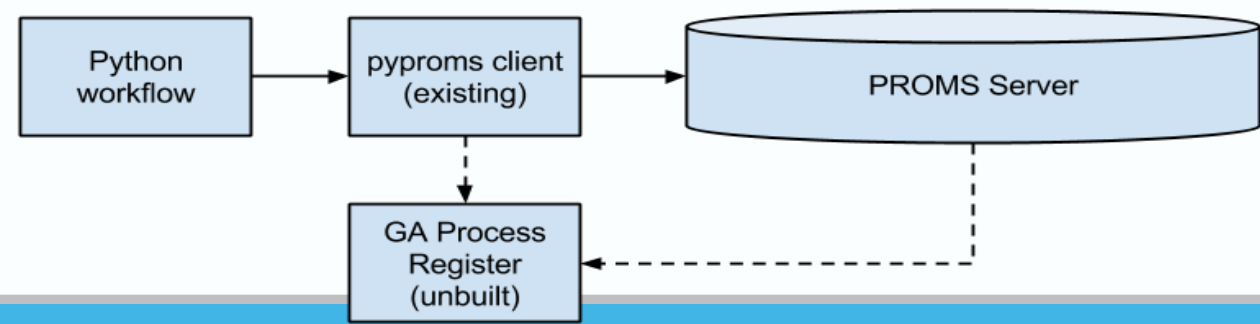 Python
workflow
pyproms client
(existing)
PROMS Server
GA Process
Register
(unbuilt)